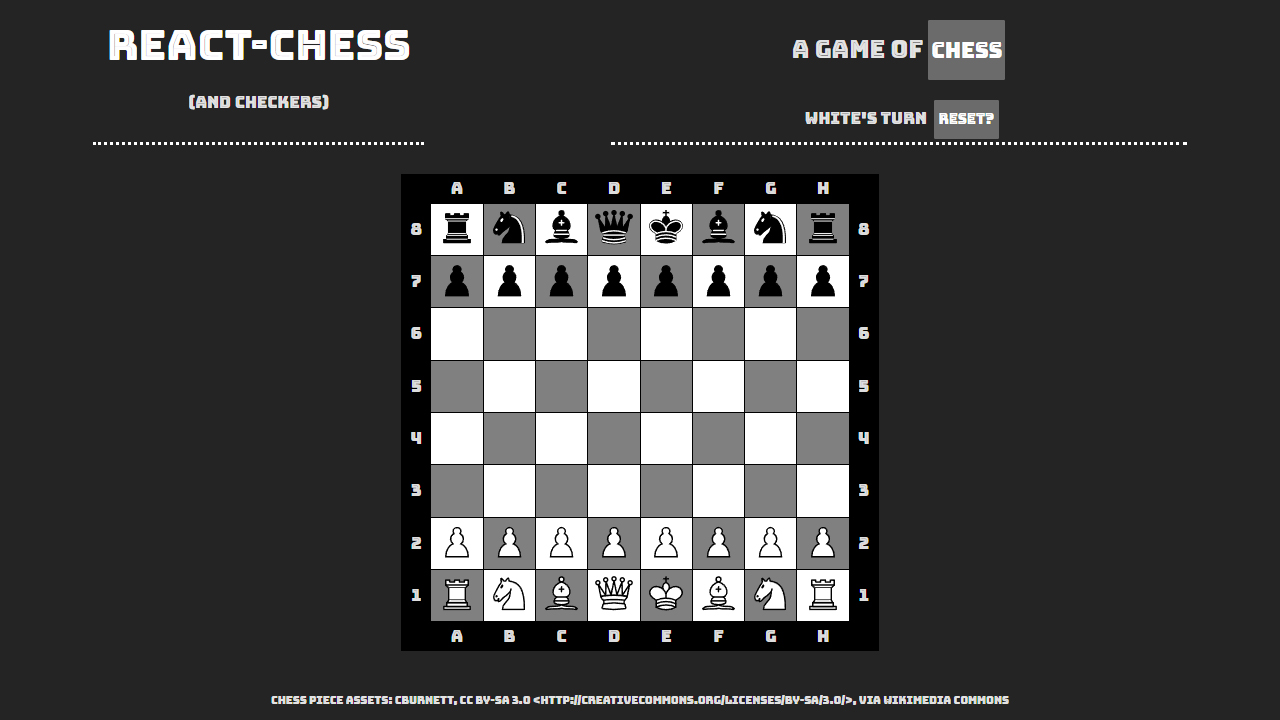 REACT-CHESS
(AND CHECKERS)
A GAME OF CHESS
WHITE'S TURN RESET?
A B C D E F G H
8 8
7 7
6 6
5 5
4 4
3 3
2 2
1 1
A B C D E F G H
CHESS PIECE ASSETS: CBURNETT, CC BY-SA 3.0 <HTTP://CREATIVECOMMONS.ORG/LICENSES/BY-SA/3.0/>, VIA WIKIMEDIA COMMONS